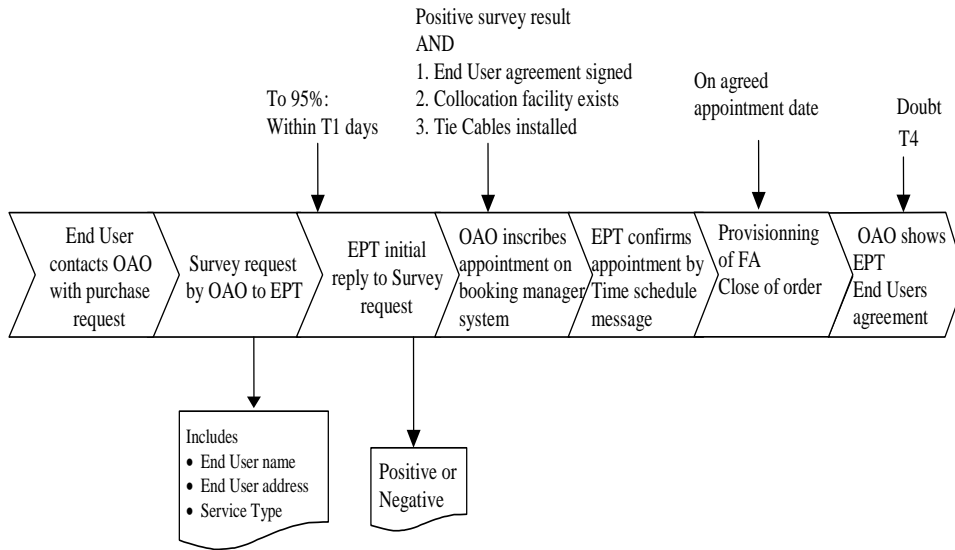 Positive survey result
AND
1. End User agreement signed
2. Collocation facility exists
3. Tie Cables installed
To 95%:
Within T1 days
On agreed
appointment date
Doubt
T4
End User
contacts OAO
with purchase
request
Survey request
by OAO to EPT
EPT initial
reply to Survey
request
OAO inscribes
appointment on
booking manager
system
EPT confirms
appointment by
Time schedule
message
Provisionning
of FA
Close of order
OAO shows
EPT
End Users
agreement
Includes
• End User name
• End User address
• Service Type
Positive or
Negative